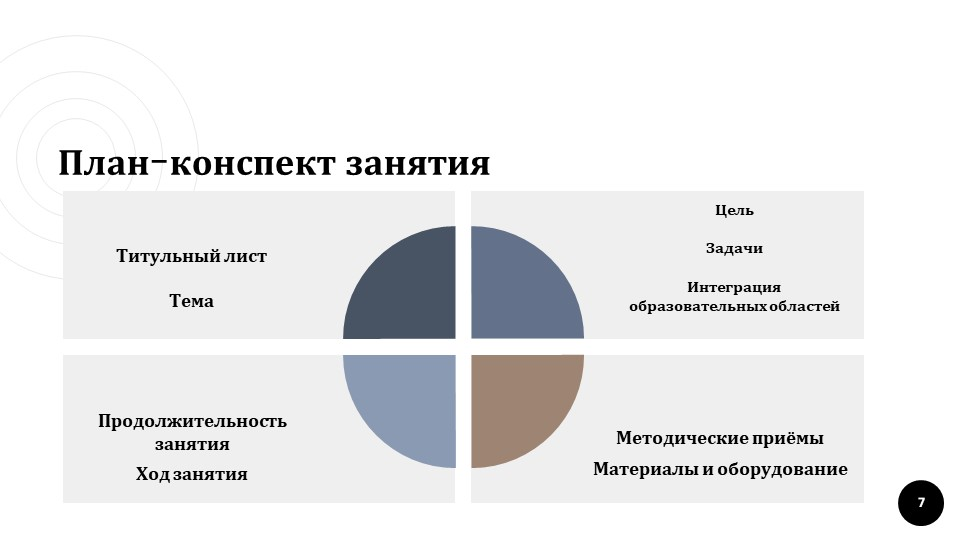 План–конспект занятия
Титульный лист
Тема
Цель
Задачи
Интеграция
образовательных областей
Продолжительность
занятия
Ход занятия
Методические приёмы
Материалы и оборудование
7